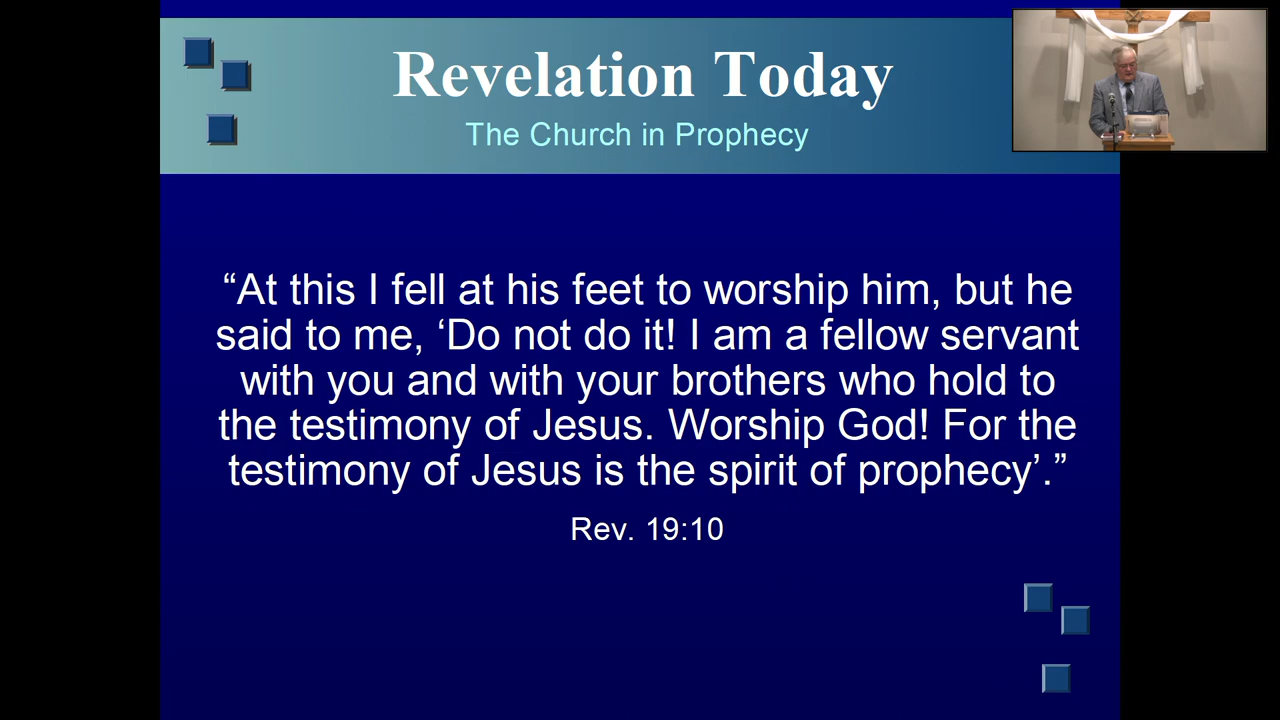 Revelation Today
The Church in Prophecy
“At this I fell at his feet to worship him, but he
said to me, ‘Do not do it! I am a fellow servant
with you and with your brothers who hold to
the testimony of Jesus. Worship God! For the
testimony of Jesus is the spirit of prophecy’.”
Rev. 19:10